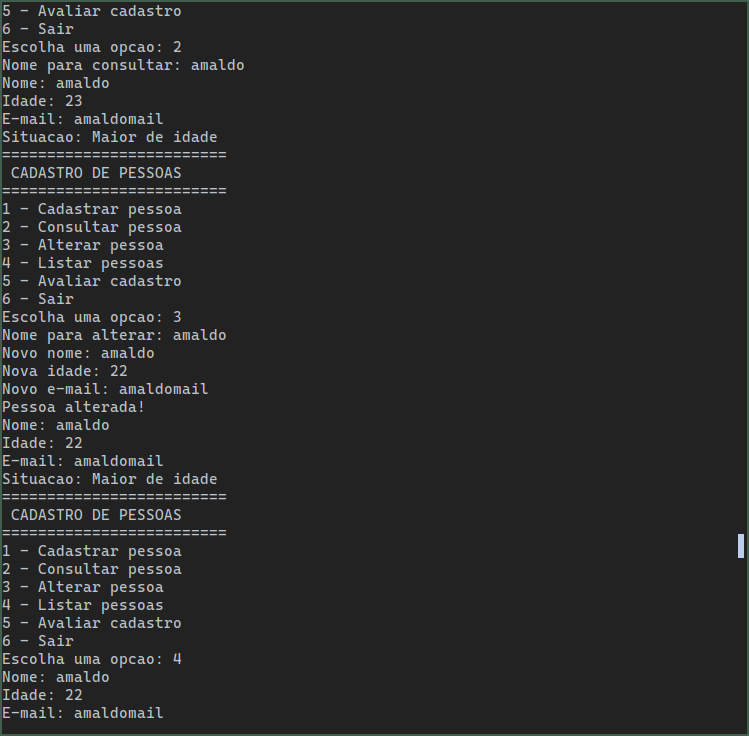 5 - Avaliar cadastro
6 - Sair
Escolha uma opcao: 2
Nome para consultar: amaldo
Nome: amaldo
Idade: 23
E-mail: amaldomail
Situacao: Maior de idade
=========================
 CADASTRO DE PESSOAS
=========================
1 - Cadastrar pessoa
2 - Consultar pessoa
3 - Alterar pessoa
4 - Listar pessoas
5 - Avaliar cadastro
6 - Sair
Escolha uma opcao: 3
Nome para alterar: amaldo
Novo nome: amaldo
Nova idade: 22
Novo e-mail: amaldomail
Pessoa alterada!
Nome: amaldo
Idade: 22
E-mail: amaldomail
Situacao: Maior de idade
=========================
 CADASTRO DE PESSOAS
=========================
1 - Cadastrar pessoa
2 - Consultar pessoa
3 - Alterar pessoa
4 - Listar pessoas
5 - Avaliar cadastro
6 - Sair
Escolha uma opcao: 4
Nome: amaldo
Idade: 22
E-mail: amaldomail